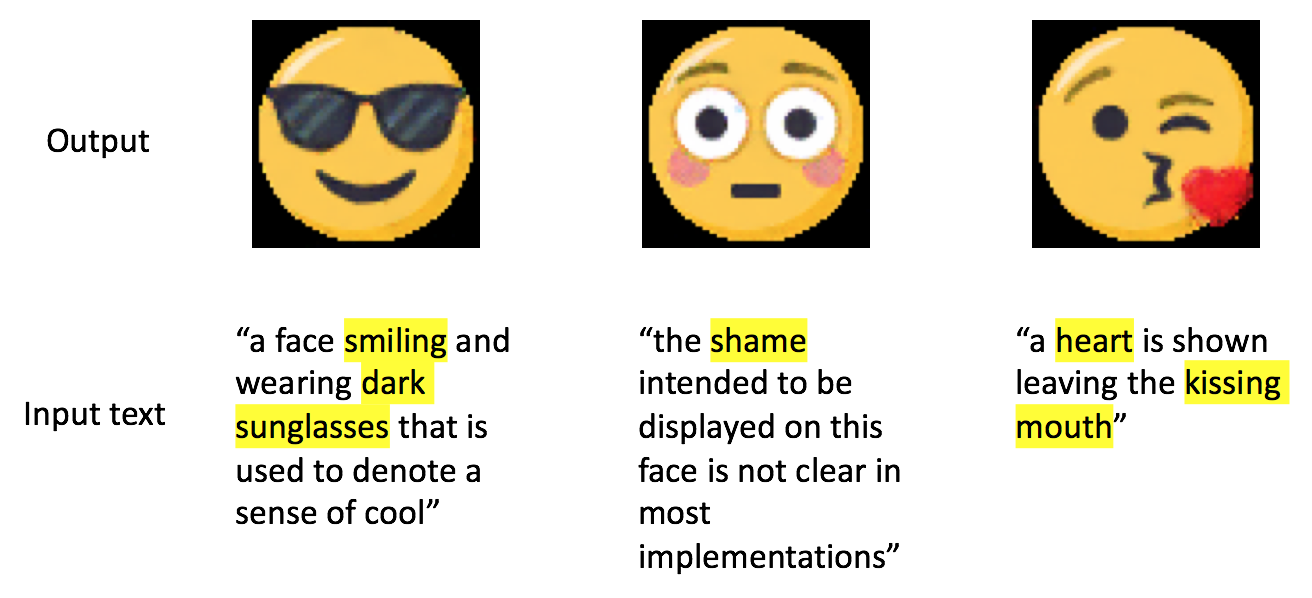 Output
Input text
“a face smiling and
wearing dark
sunglasses that is
used to denote a
sense of cool”
“the shame
intended to be
displayed on this
face is not clear in
most
implementations”
“a heart is shown
leaving the kissing
mouth”